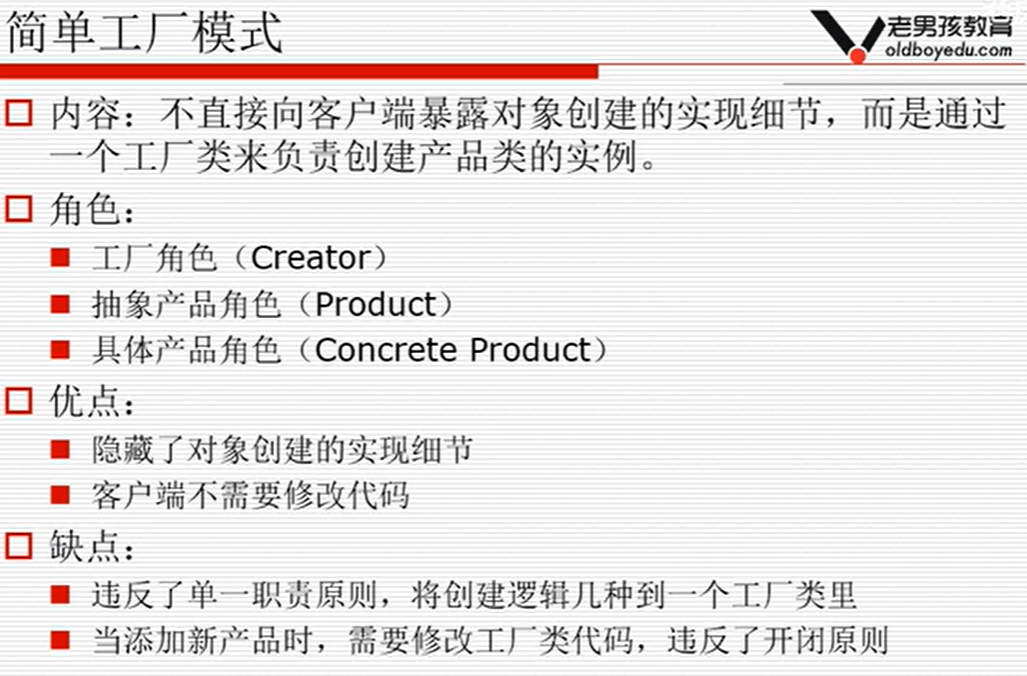 简单工厂模式
老男孩教育
oldboyedu.com
内容：不直接向客户端暴露对象创建的实现细节，而是通过
一个工厂类来负责创建产品类的实例。
角色：
工厂角色（Creator）
抽象产品角色（Product）
具体产品角色（Concrete Product）
优点：
隐藏了对象创建的实现细节
客户端不需要修改代码
缺点：
违反了单一职责原则，将创建逻辑几种到一个工厂类里
当添加新产品时，需要修改工厂类代码，违反了开闭原则